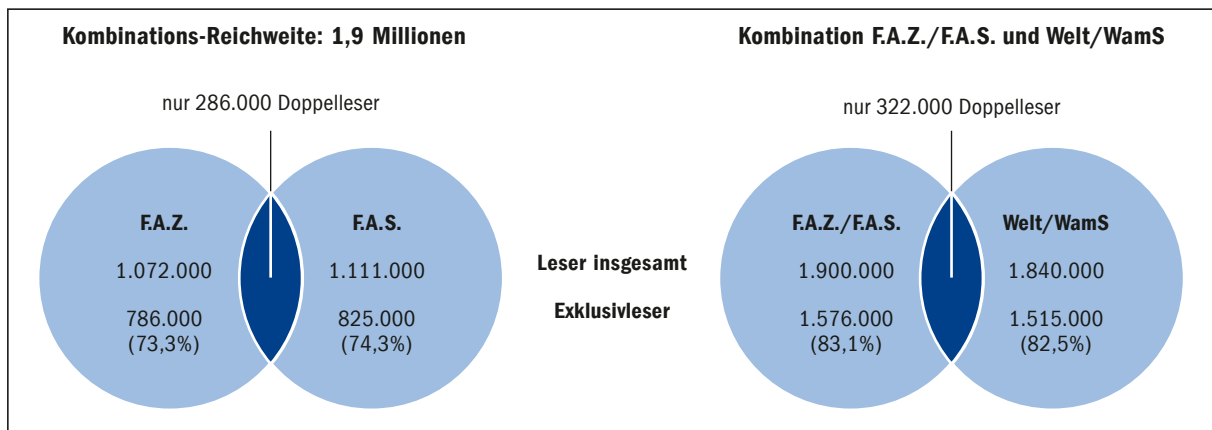 Kombinations-Reichweite: 1,9 Millionen
nur 286.000 Doppelleser
F.A.Z.
F.A.S.
1.072.000
1.111.000
786.000
(73,3%)
825.000
(74,3%)
Leser insgesamt
Exklusivleser
Kombination F.A.Z./F.A.S. und Welt/WamS
nur 322.000 Doppelleser
F.A.Z./F.A.S.
Welt/WamS
1.900.000
1.840.000
1.576.000
(83,1%)
1.515.000
(82,5%)